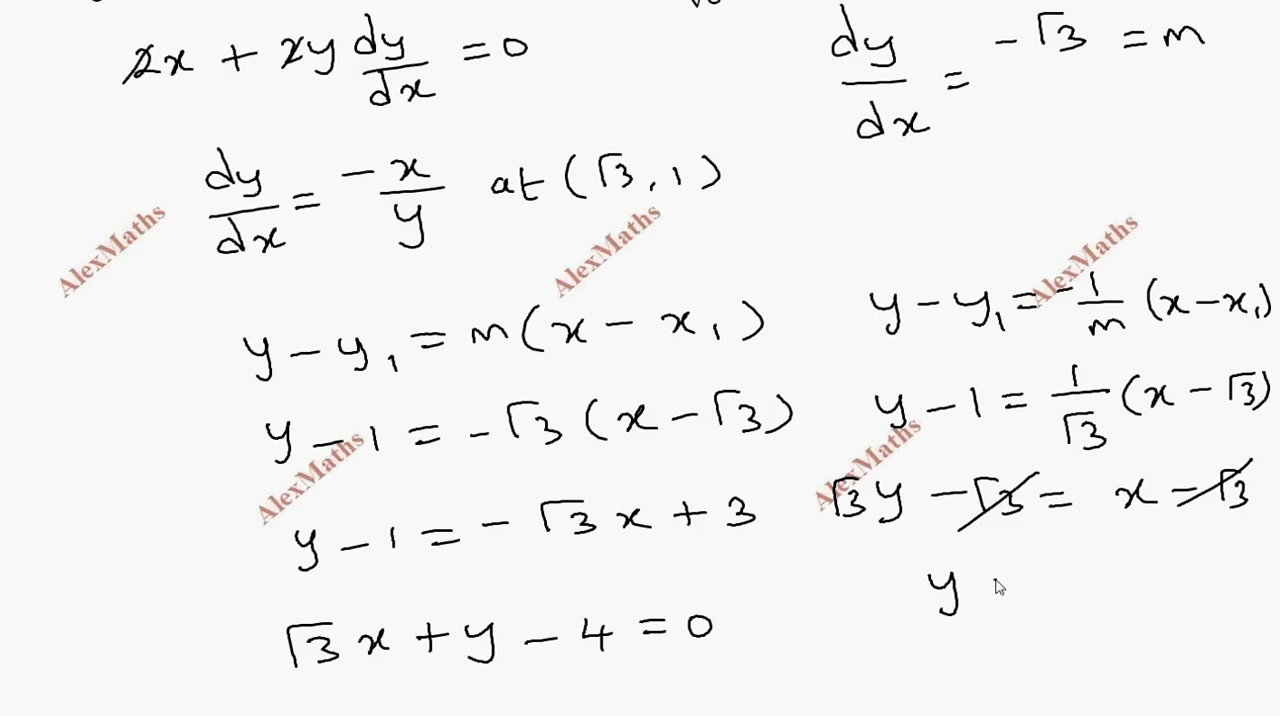 2x + 2y dy/dx = 0
dy/dx = -x/y at (√3, 1)
y - y₁ = m(x - x₁)
y - 1 = -√3(x - √3)
y - 1 = -√3x + 3
√3x + y - 4 = 0
dy/dx = -√3 = m
y - y₁ = -1/m (x - x₁)
y - 1 = 1/√3 (x - √3)
√3y - √3 = x - √3
y
AlexMaths
AlexMaths
AlexMaths
AlexMaths
AlexMaths